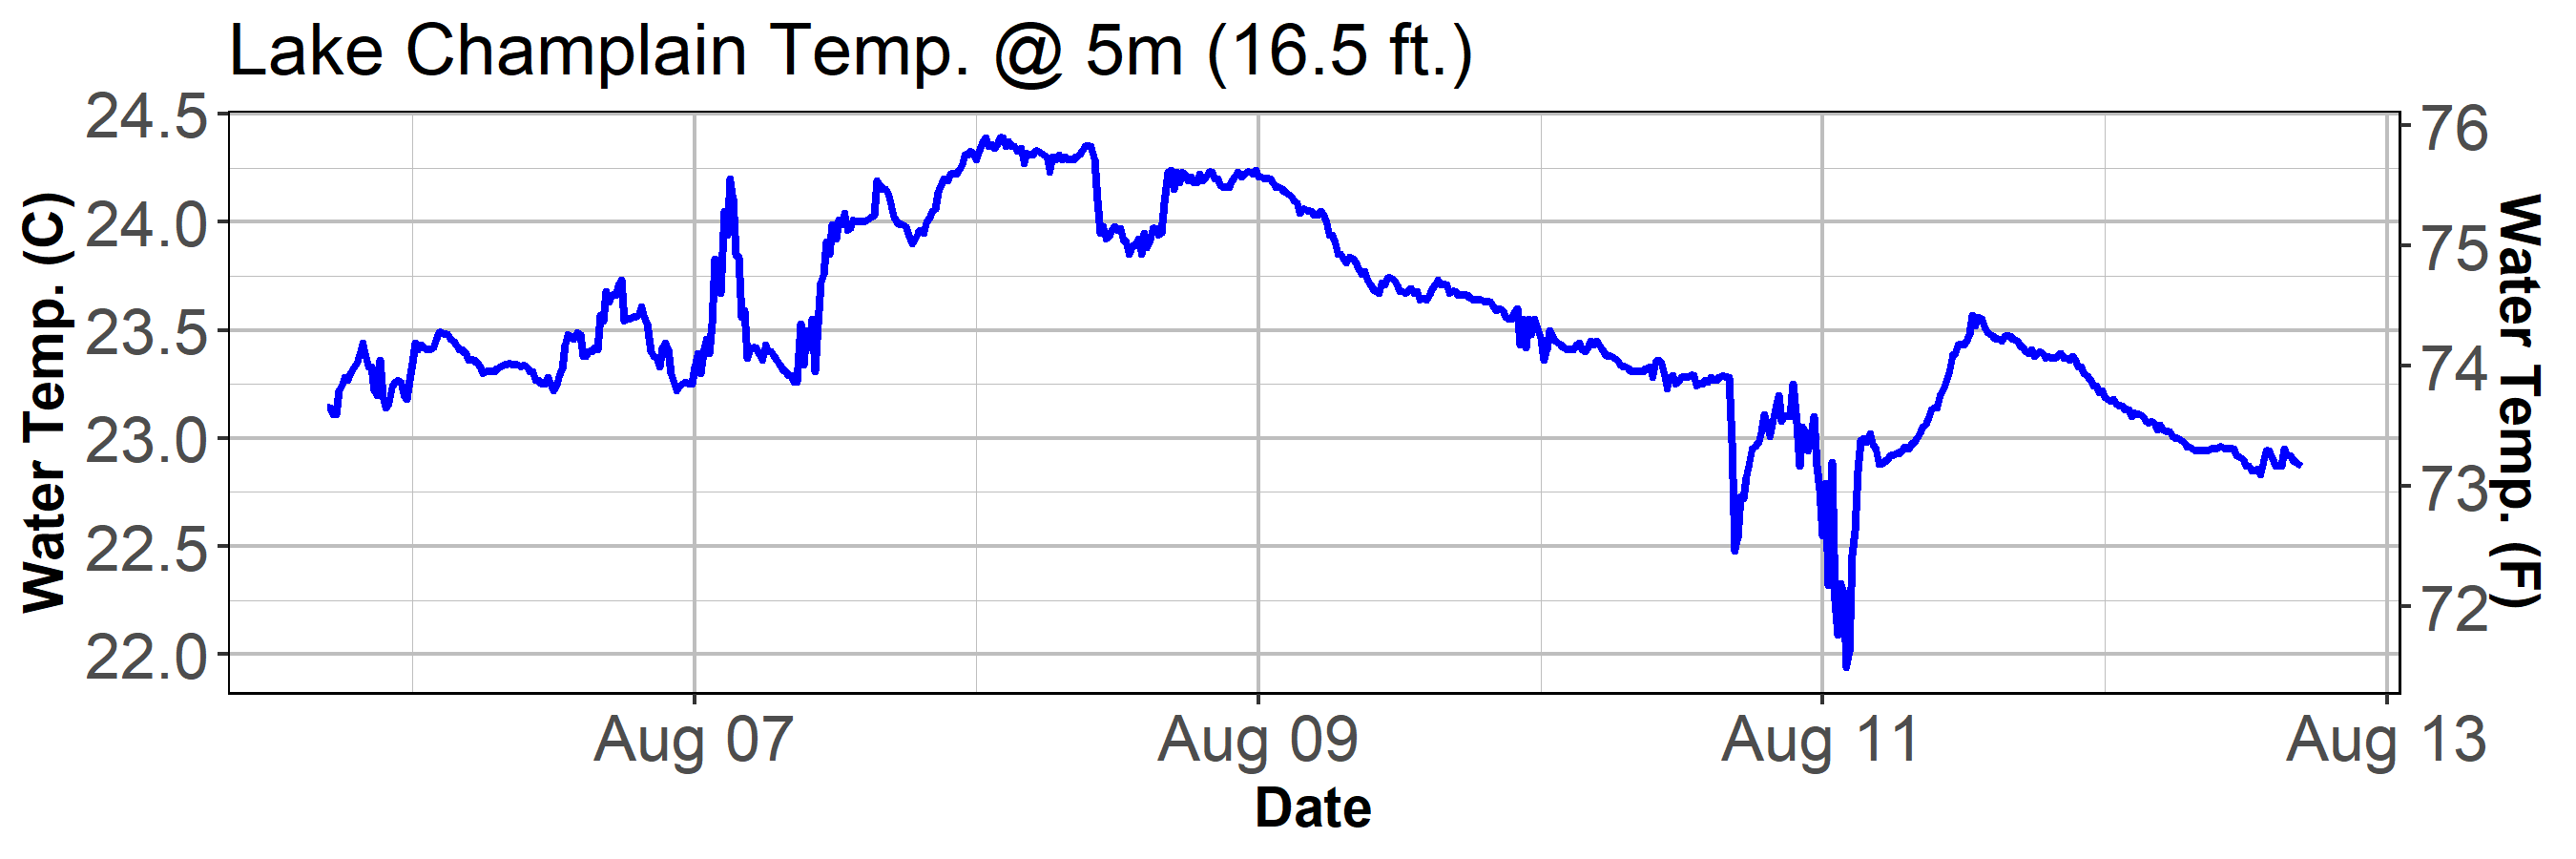 Lake Champlain Temp. @ 5m (16.5 ft.)
Water Temp. (C)
24.5
24.0
23.5
23.0
22.5
22.0
76
75
74
73
72
Water Temp. (F)
Aug 07 Aug 09 Aug 11 Aug 13
Date